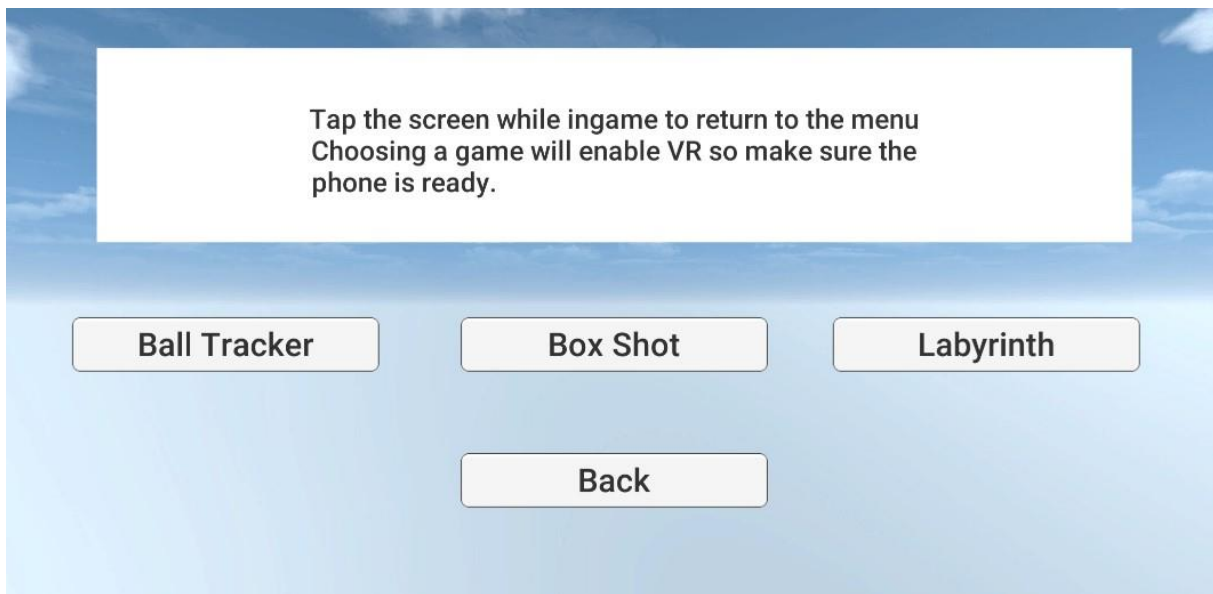 Tap the screen while ingame to return to the menu
Choosing a game will enable VR so make sure the
phone is ready.
Ball Tracker
Box Shot
Labyrinth
Back